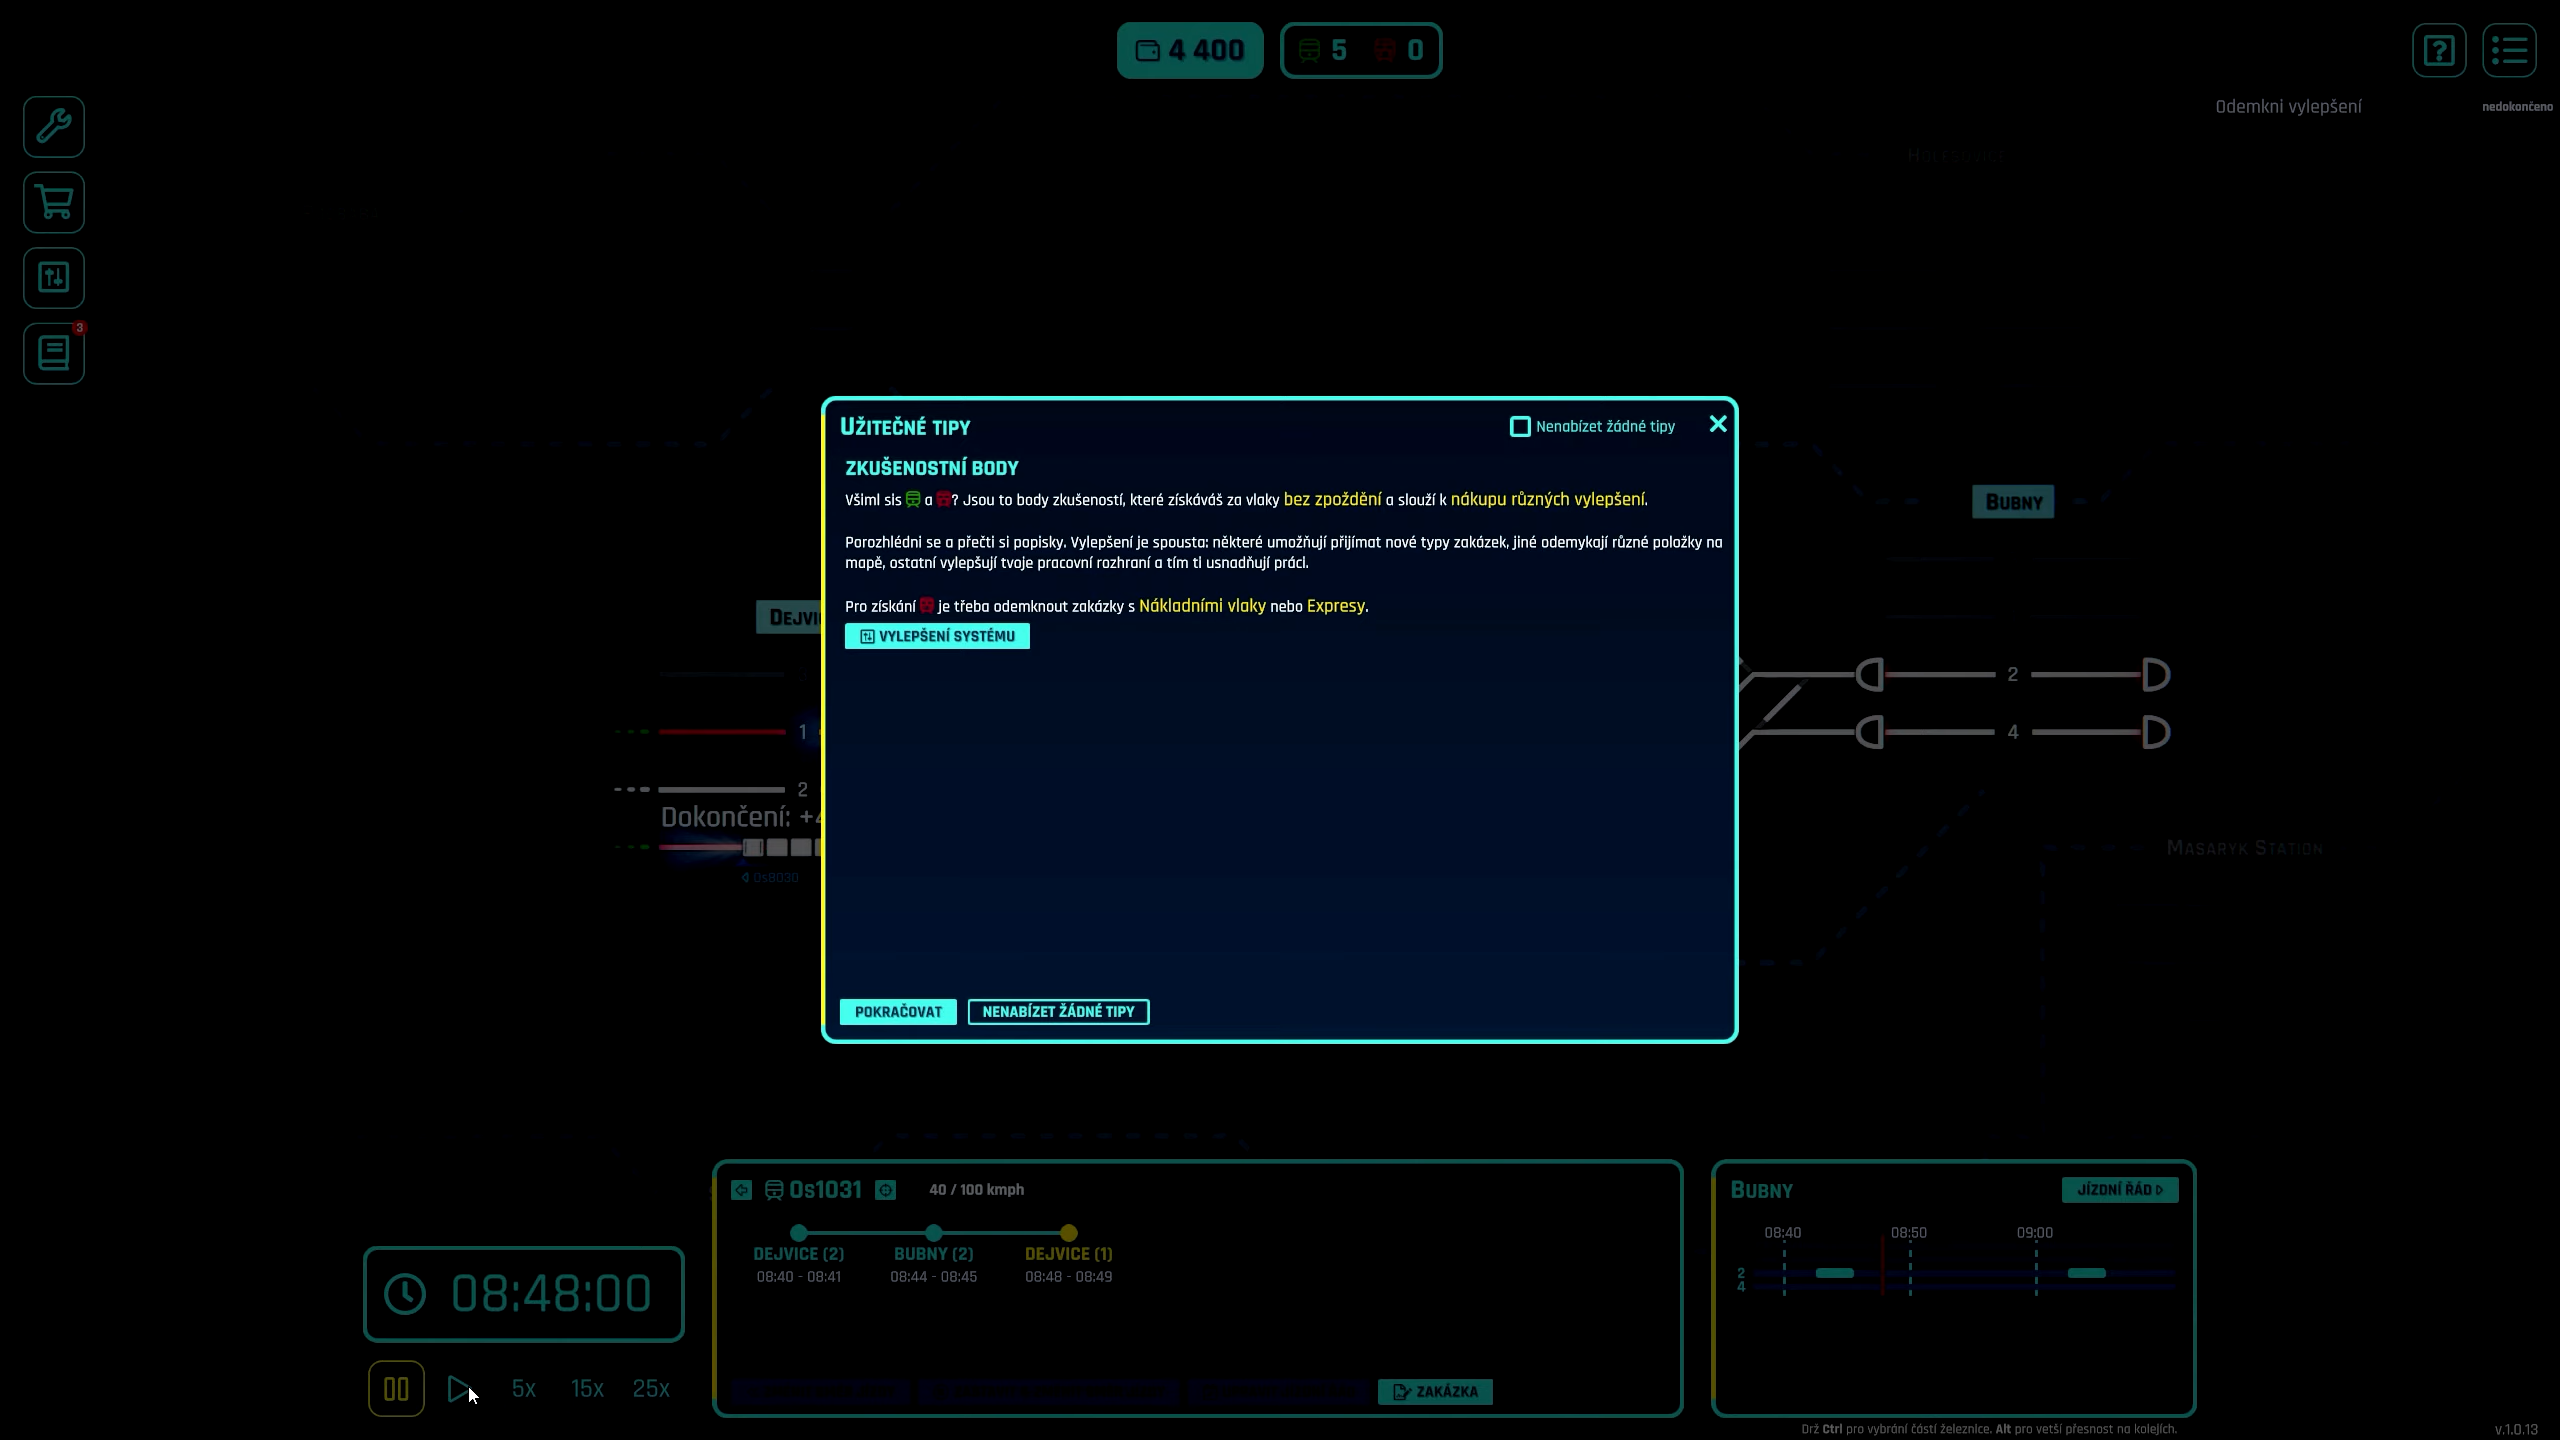 4 400
5
0
Odemkni vylepšení
nedokončeno
3
UŽITEČNÉ TIPY
Nenabízet žádné tipy
ZKUŠENOSTNÍ BODY
Všiml sis a ? Jsou to body zkušeností, které získáváš za vlaky bez zpoždění a slouží k nákupu různých vylepšení.
Porozhlédni se a přečti si popisky. Vylepšení je spousta: některé umožňují přijímat nové typy zakázek, jiné odemykají různé položky na
mapě, ostatní vylepšují tvoje pracovní rozhraní a tím ti usnadňují práci.
Pro získání je třeba odemknout zakázky s Nákladními vlaky nebo Expresy.
VYLEPŠENÍ SYSTÉMU
POKRAČOVAT
NENABÍZET ŽÁDNÉ TIPY
BUBNY
2
4
1
2
Dokončení:
Os8030
MASARYK STATION
Os1031
40 / 100 kmph
DEJVICE (2)
BUBNY (2)
DEJVICE (1)
08:40 - 08:41
08:44 - 08:45
08:48 - 08:49
ZAKÁZKA
BUBNY
JÍZDNÍ ŘÁD
08:40
08:50
09:00
2
4
08:48:00
5x
15x
25x
Drž Ctrl pro vybrání částí železnice. Alt pro vetší přesnost na kolejích.
v.1.0.13